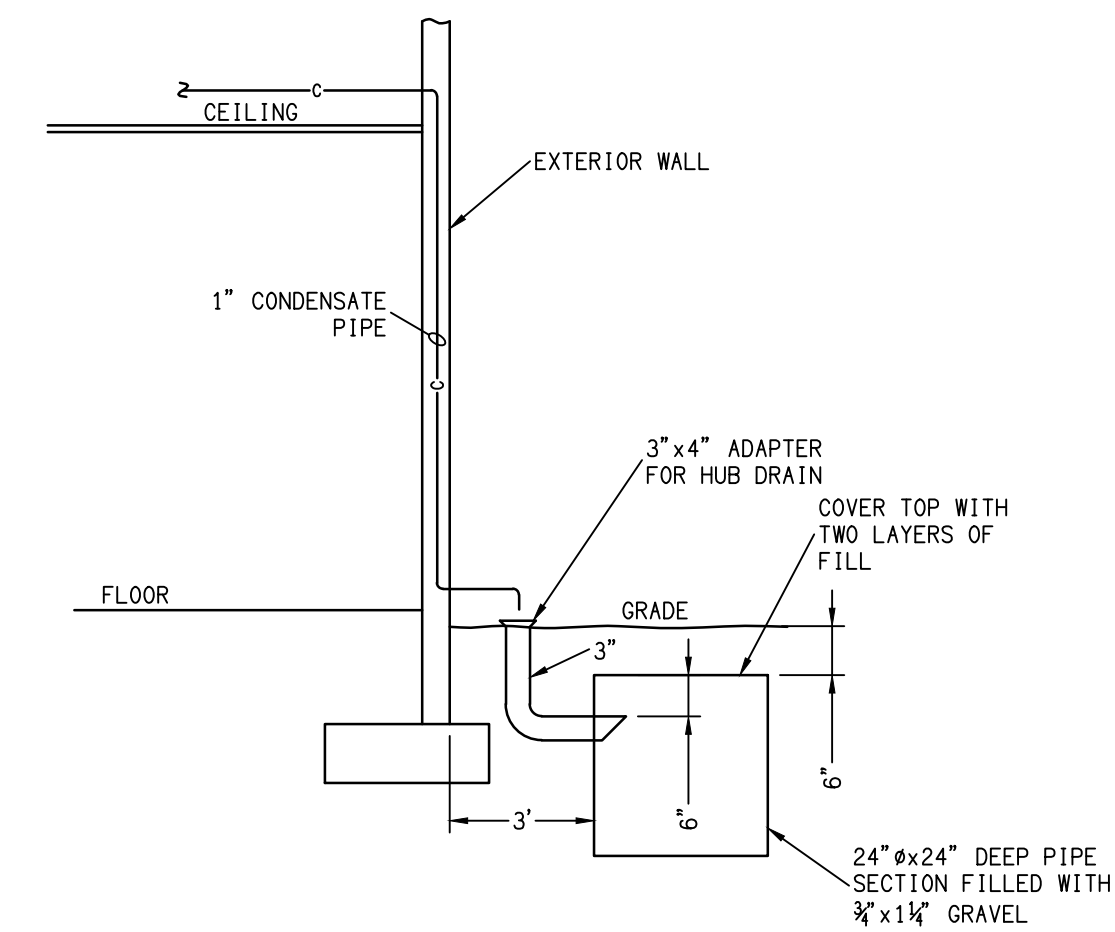 C
CEILING
EXTERIOR WALL
1” CONDENSATE
PIPE
C
3”x4” ADAPTER
FOR HUB DRAIN
COVER TOP WITH
TWO LAYERS OF
FILL
FLOOR
GRADE
3”
6”
6”
3'
24”øx24” DEEP PIPE
SECTION FILLED WITH
¾”x1¼” GRAVEL